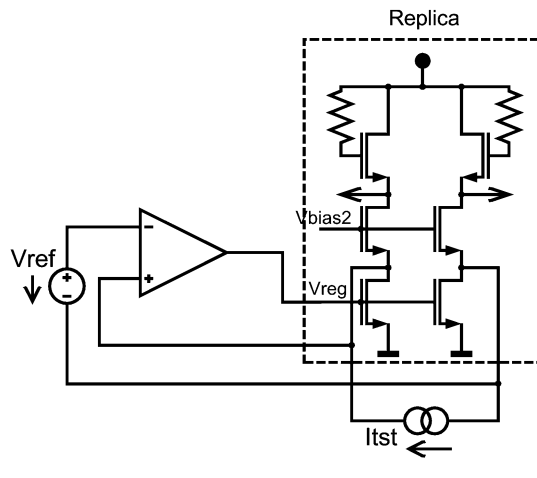 Replica
Vbias2
Vref
Vreg
Itst